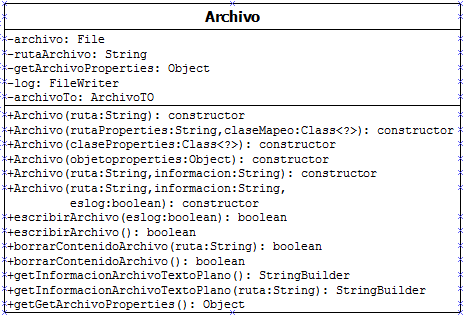 Archivo
-archivo: File
-rutaArchivo: String
-getArchivoProperties: Object
-log: FileWriter
-archivoTo: ArchivoTO
+Archivo(ruta:String): constructor
+Archivo(rutaProperties:String,claseMapeo:Class<?>): constructor
+Archivo(claseProperties:Class<?>): constructor
+Archivo(objetoproperties:Object): constructor
+Archivo(ruta:String,informacion:String): constructor
+Archivo(ruta:String,informacion:String,
eslog:boolean): constructor
+escribirArchivo(eslog:boolean): boolean
+escribirArchivo(): boolean
+borrarContenidoArchivo(ruta:String): boolean
+borrarContenidoArchivo(): boolean
+getInformacionArchivoTextoPlano(): StringBuilder
+getInformacionArchivoTextoPlano(ruta:String): StringBuilder
+getGetArchivoProperties(): Object